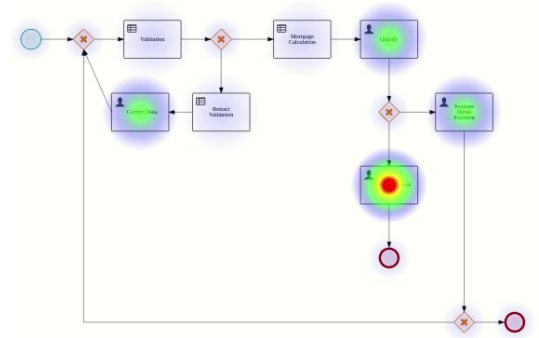 Validation
Mortgage
Calculation
Qualify
Correct Data
Retract
Validation
Increase
Down
Payment